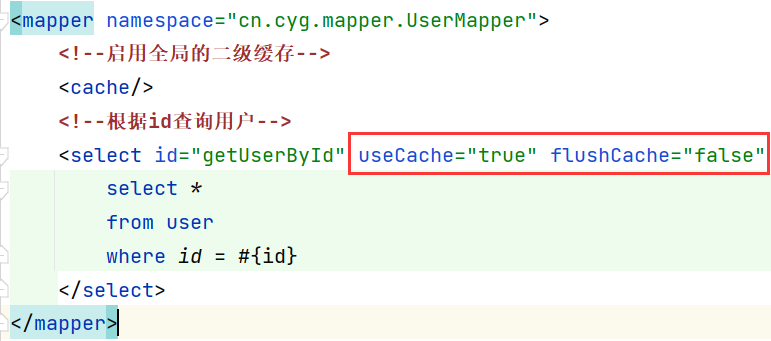 <mapper namespace="cn.cyg.mapper.UserMapper">
<!--启用全局的二级缓存-->
<cache/>
<!--根据id查询用户-->
<select id="getUserById" useCache="true" flushCache="false"
select *
from user
where id = #{id}
</select>
</mapper>